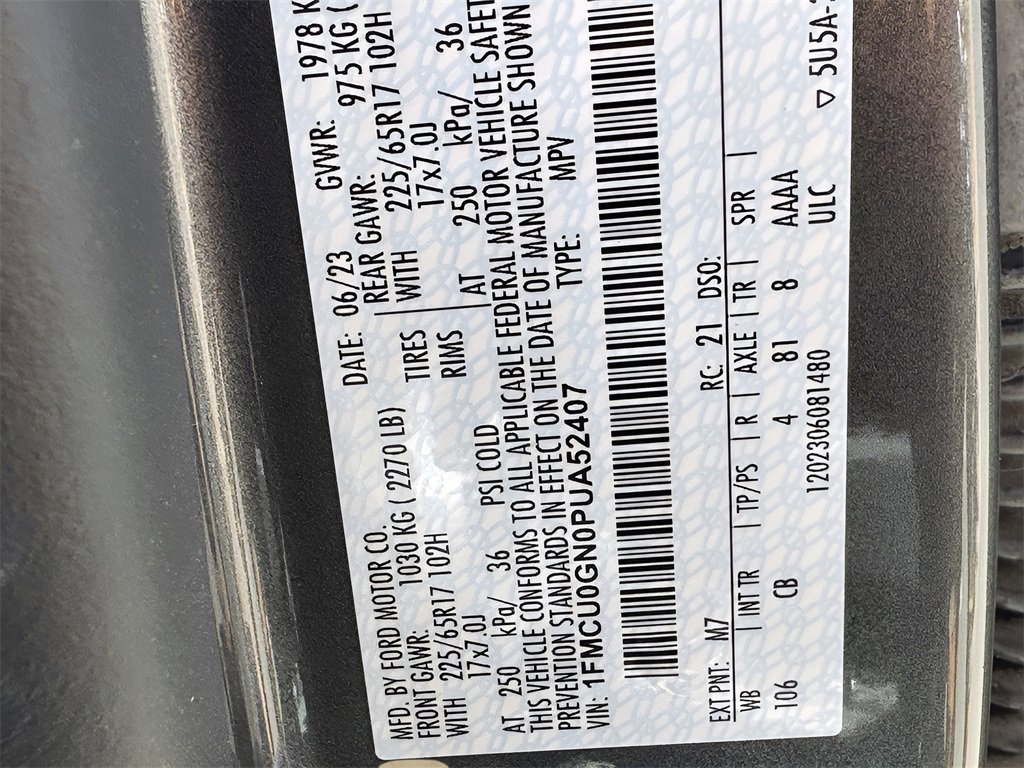 MFD. BY FORD MOTOR CO.
DATE: 06/23 GVWR: 1978 K
FRONT GAWR: 1030 KG ( 2270 LB) REAR GAWR: 975 KG (
WITH 225/65R17 102H TIRES WITH 225/65R17 102H
17x7.0J RIMS 17x7.0J
AT 250 kPa/ 36 PSI COLD AT 250 kPa/ 36
THIS VEHICLE CONFORMS TO ALL APPLICABLE FEDERAL MOTOR VEHICLE SAFET
PREVENTION STANDARDS IN EFFECT ON THE DATE OF MANUFACTURE SHOWN
VIN: 1FMCU0GN0PUA52407 TYPE: MPV
EXT PNT: M7 RC: 21 DSO:
WB | INT TR | TP/PS | R | AXLE | TR | SPR |
106 CB 4 81 8 AAAA
1202306081480 ULC
▽ 5U5A-